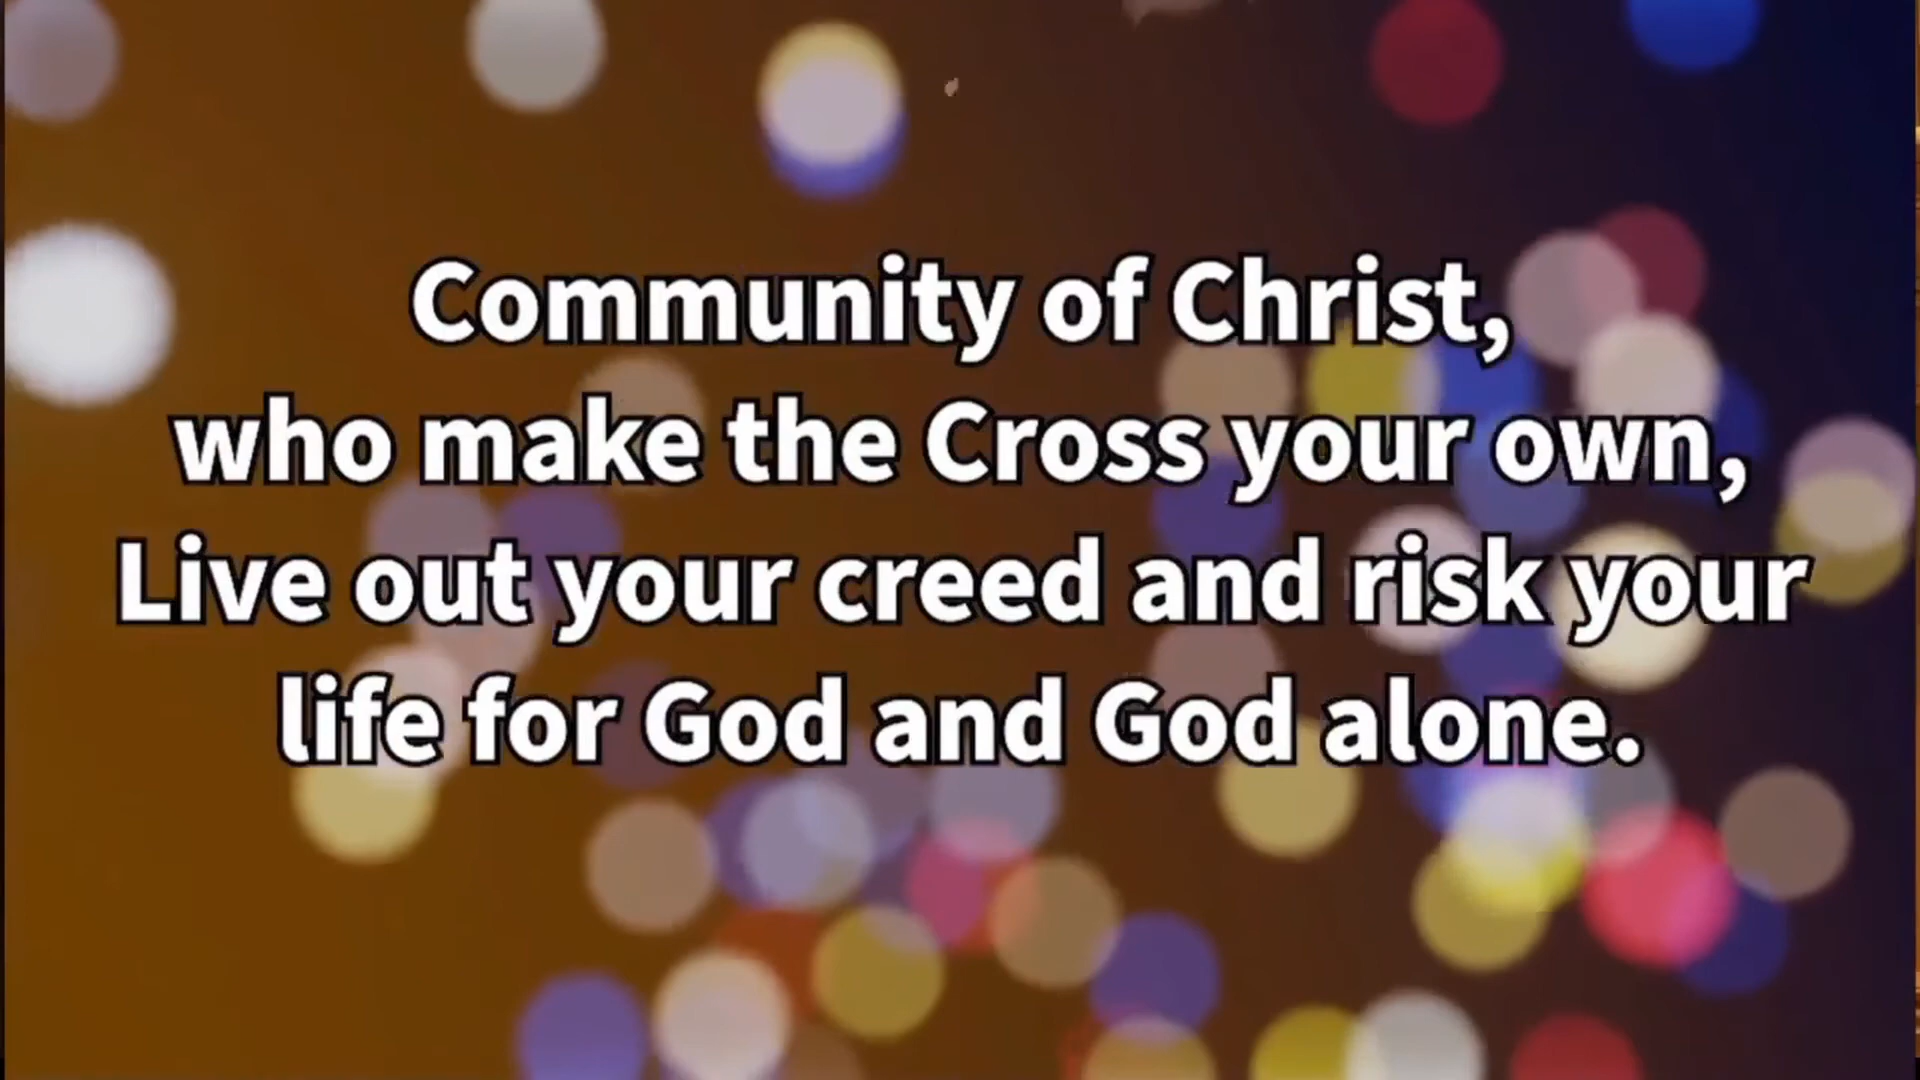 Community of Christ,
who make the Cross your own,
Live out your creed and risk your
life for God and God alone.